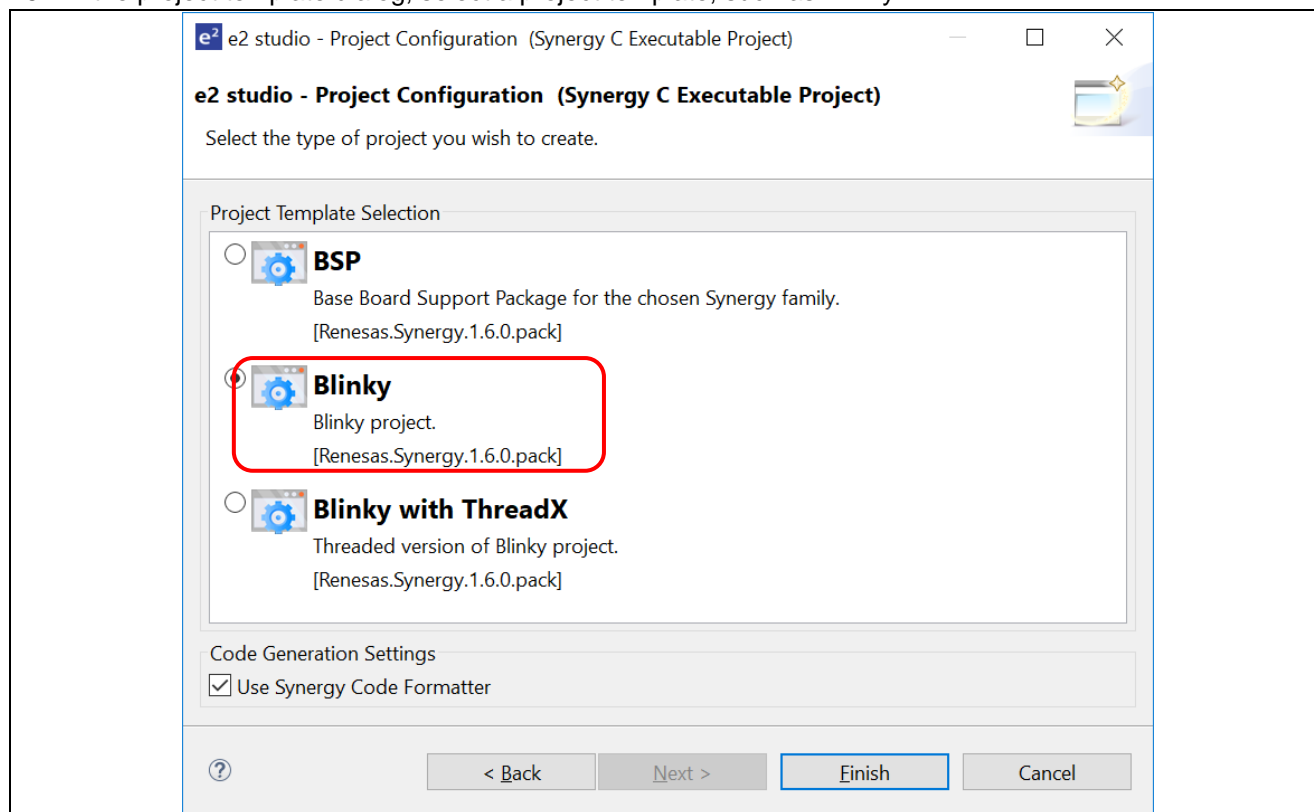 e² e2 studio - Project Configuration (Synergy C Executable Project)
e2 studio - Project Configuration (Synergy C Executable Project)
Select the type of project you wish to create.
Project Template Selection
BSP
Base Board Support Package for the chosen Synergy family.
[Renesas.Synergy.1.6.0.pack]
Blinky
Blinky project.
[Renesas.Synergy.1.6.0.pack]
Blinky with ThreadX
Threaded version of Blinky project.
[Renesas.Synergy.1.6.0.pack]
Code Generation Settings
Use Synergy Code Formatter
? < Back Next > Finish Cancel